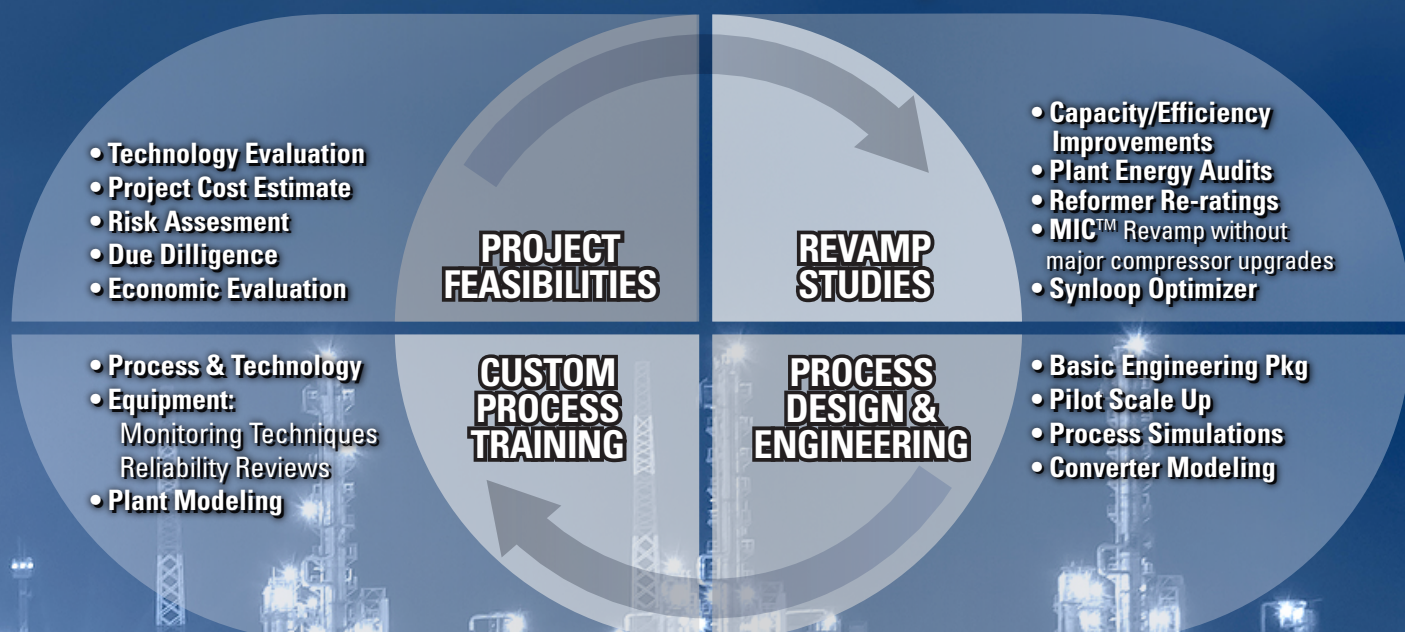 • Technology Evaluation
• Project Cost Estimate
• Risk Assesment
• Due Dilligence
• Economic Evaluation
PROJECT
FEASIBILITIES
REVAMP
STUDIES
• Capacity/Efficiency
Improvements
• Plant Energy Audits
• Reformer Re-ratings
• MIC™ Revamp without
major compressor upgrades
• Synloop Optimizer
• Process & Technology
• Equipment:
Monitoring Techniques
Reliability Reviews
• Plant Modeling
CUSTOM
PROCESS
TRAINING
PROCESS
DESIGN &
ENGINEERING
• Basic Engineering Pkg
• Pilot Scale Up
• Process Simulations
• Converter Modeling